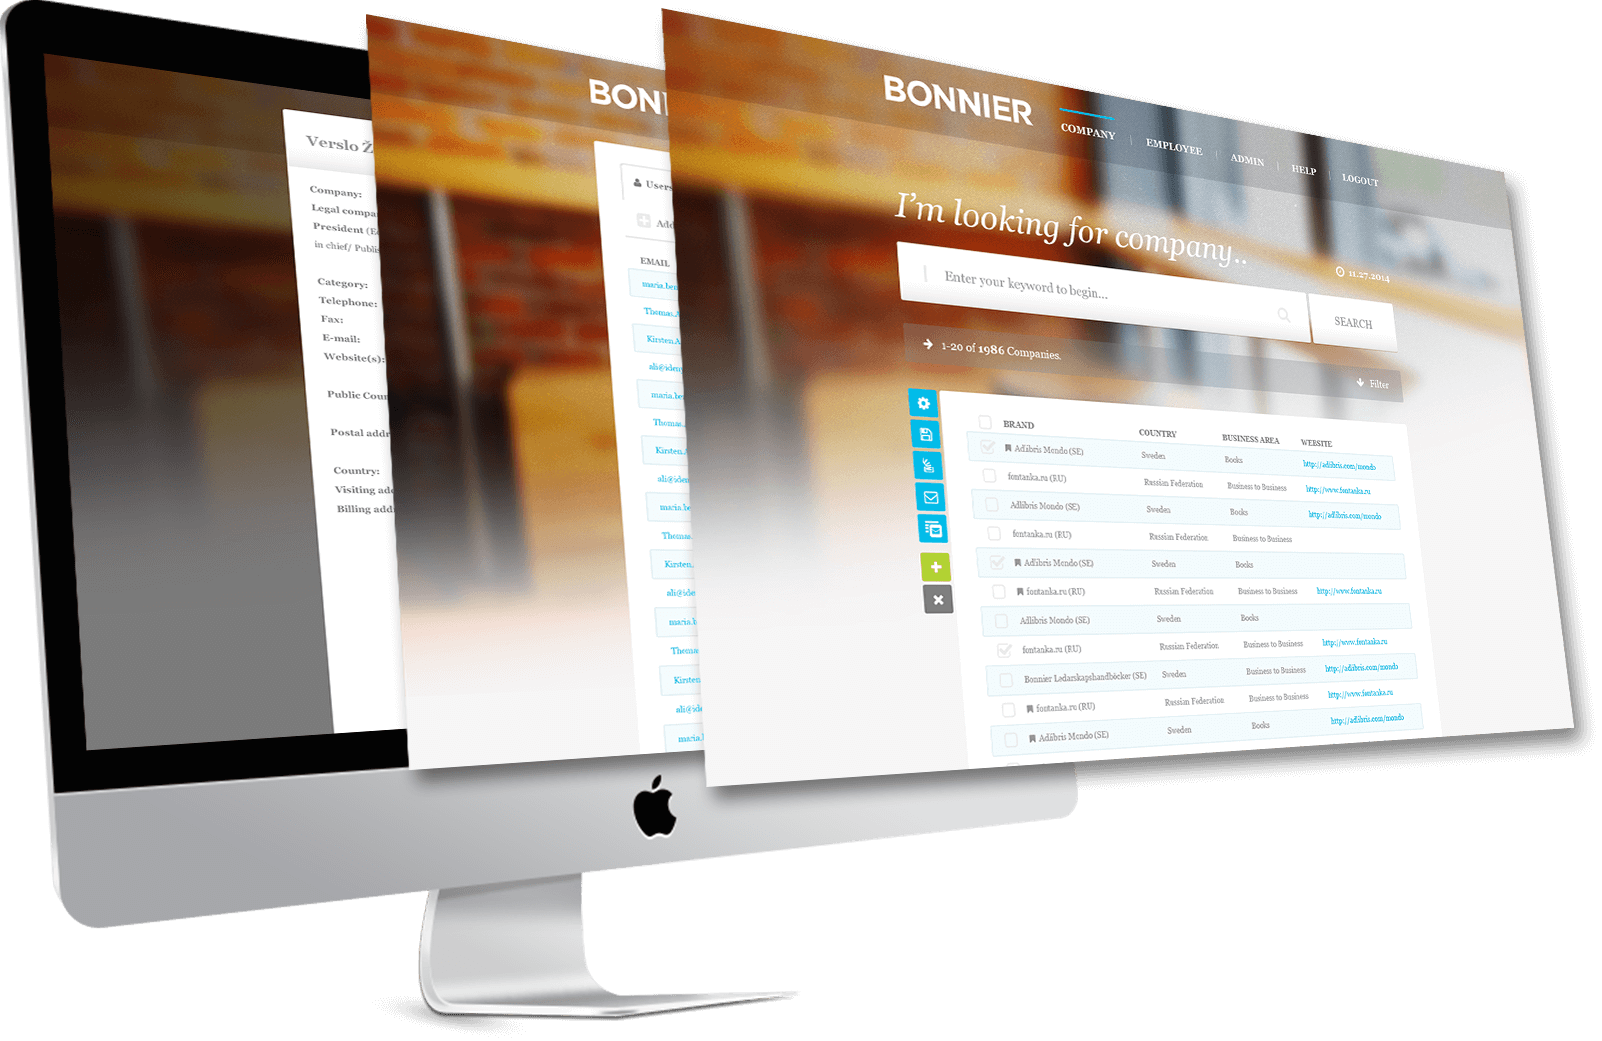 Verslo Ž
Company:
Legal compa
President (E
in chief/ Publis
Category:
Telephone:
Fax:
E-mail:
Website(s):
Public Coun
Postal addr
Country:
Visiting add
Billing addr
BONNI
Users
Add
EMAIL
maria.ben
Thomas.A
Kirsten.A
ali@ideny
maria.ben
Thomas.
Kirsten.A
ali@iden
maria.be
Thomas
Kirsten.
ali@ide
maria.b
Thoma
Kirsten
ali@id
maria.
BONNIER
COMPANY | EMPLOYEE | ADMIN | HELP | LOGOUT
I'm looking for company..
11.27.2014
Enter your keyword to begin...
SEARCH
1-20 of 1986 Companies.
Filter
BRAND COUNTRY BUSINESS AREA WEBSITE
Adlibris Mondo (SE) Sweden Books http://adlibris.com/mondo
fontanka.ru (RU) Russian Federation Business to Business http://www.fontanka.ru
Adlibris Mondo (SE) Sweden Books http://adlibris.com/mondo
fontanka.ru (RU) Russian Federation Business to Business
Adlibris Mondo (SE) Sweden Books
fontanka.ru (RU) Russian Federation Business to Business http://www.fontanka.ru
Adlibris Mondo (SE) Sweden Books
fontanka.ru (RU) Russian Federation Business to Business http://www.fontanka.ru
Bonnier Ledarskapshandböcker (SE) Sweden Business to Business http://adlibris.com/mondo
fontanka.ru (RU) Russian Federation Business to Business http://www.fontanka.ru
Adlibris Mondo (SE) Sweden Books http://adlibris.com/mondo